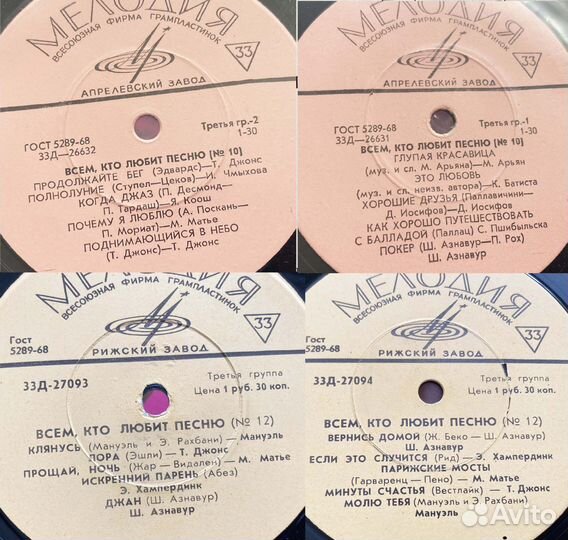 МЕЛОДИЯ
ВСЕСОЮЗНАЯ ФИРМА ГРАМПЛАСТИНОК
33
АПРЕЛЕВСКИЙ ЗАВОД
ГОСТ 5289-68
33Д—26632
Третья гр.-2
1-30
ВСЕМ, КТО ЛЮБИТ ПЕСНЮ [№ 10]
ПРОДОЛЖАЙТЕ БЕГ (Эдвардс)—Т. Джонс
ПОЛНОЛУНИЕ (Ступел—Цеков)—И. Чмыхова
КОГДА ДЖАЗ (П. Десмонд—
П. Гардаш)—Я. Коош
ПОЧЕМУ Я ЛЮБЛЮ (А. Поскань—
П. Мориат)—М. Матье
ПОДНИМАЮЩИЙСЯ В НЕБО
(Т. Джонс)—Т. Джонс
МЕЛОДИЯ
ВСЕСОЮЗНАЯ ФИРМА ГРАМПЛАСТИНОК
33
АПРЕЛЕВСКИЙ ЗАВОД
ГОСТ 5289-68
33Д—26631
Третья гр.-1
1-30
ВСЕМ, КТО ЛЮБИТ ПЕСНЮ [№ 10]
ГЛУПАЯ КРАСАВИЦА
(муз. и сл. М. Арьяна)—М. Арьян
ЭТО ЛЮБОВЬ
(муз. и сл. неизв. автора)—К. Батиста
ХОРОШИЕ ДРУЗЬЯ (Паллавичи—
Д. Иосифов)—Д. Иосифов
КАК ХОРОШО ПУТЕШЕСТВОВАТЬ
С БАЛЛАДОЙ (Паллац) С. Пшибыльска
ПОКЕР (Ш. Азнавур—П. Рох)
Ш. Азнавур
МЕЛОДИЯ
ВСЕСОЮЗНАЯ ФИРМА ГРАМПЛАСТИНОК
33
Гост
5289-68
РИЖСКИЙ ЗАВОД
33Д-27093
Третья группа
Цена 1 руб. 30 коп.
ВСЕМ, КТО ЛЮБИТ ПЕСНЮ (№ 12)
КЛЯНУСЬ (Мануэль и Э. Рахбани) — Мануэль
ЛОРА (Эшли) — Т. Джонс
ПРОЩАЙ, НОЧЬ (Жар — Видален) — М. Матье
ИСКРЕННИЙ ПАРЕНЬ (Абез)
Э. Хампердинк
ДЖАН (Ш. Азнавур)
Ш. Азнавур
МЕЛОДИЯ
ВСЕСОЮЗНАЯ ФИРМА ГРАМПЛАСТИНОК
33
Гост
5289-68
РИЖСКИЙ ЗАВОД
33Д-27094
Третья группа
Цена 1 руб. 30 коп.
ВСЕМ, КТО ЛЮБИТ ПЕСНЮ (№ 12)
ВЕРНИСЬ ДОМОЙ (Ж. Беко — Ш. Азнавур)
Ш. Азнавур
ЕСЛИ ЭТО СЛУЧИТСЯ (Рид) — Э. Хампердинк
ПАРИЖСКИЕ МОСТЫ
(Гарваренц — Пено) — М. Матье
МИНУТЫ СЧАСТЬЯ (Вестлайк) — Т. Джонс
МОЛЮ ТЕБЯ (Мануэль и Э. Рахбани)
Мануэль
Avito